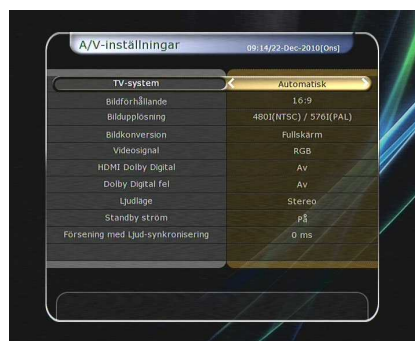 A/V-inställningar
09:14/22-Dec-2010[Ons]
TV-system Automatisk
Bildförhållande 16:9
Bildupplösning 480I(NTSC) / 576I(PAL)
Bildkonversion Fullskärm
Videosignal RGB
HDMI Dolby Digital Av
Dolby Digital fel Av
Ljudläge Stereo
Standby ström på
Försening med Ljud-synkronisering 0 ms